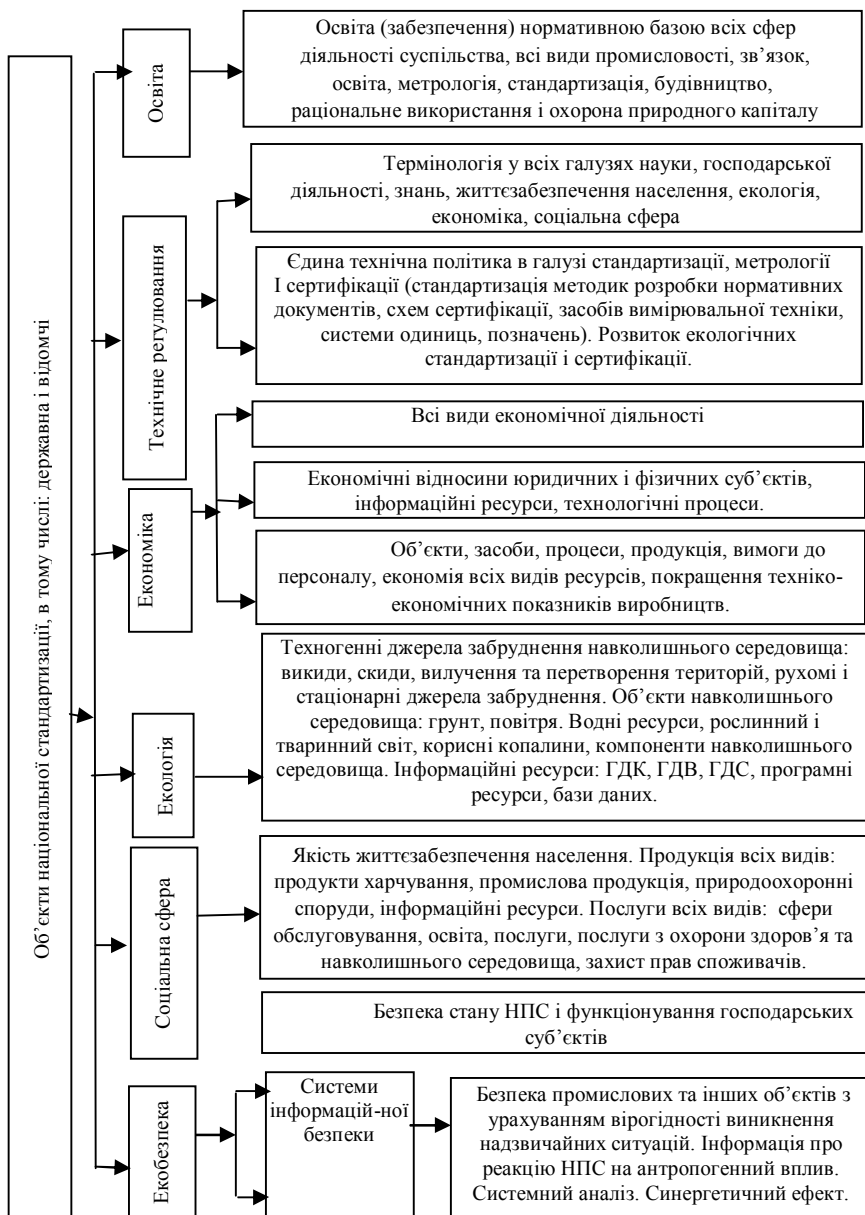 Об’єкти національної стандартизації, в тому числі: державна і відомчі
Освіта
Освіта (забезпечення) нормативною базою всіх сфер
діяльності суспільства, всі види промисловості, зв’язок,
освіта, метрологія, стандартизація, будівництво,
раціональне використання і охорона природного капіталу
Технічне регулювання
Термінологія у всіх галузях науки, господарської
діяльності, знань, життєзабезпечення населення, екологія,
економіка, соціальна сфера
Єдина технічна політика в галузі стандартизації, метрології
І сертифікації (стандартизація методик розробки нормативних
документів, схем сертифікації, засобів вимірювальної техніки,
системи одиниць, позначень). Розвиток екологічних
стандартизації і сертифікації.
Економіка
Всі види економічної діяльності
Економічні відносини юридичних і фізичних суб’єктів,
інформаційні ресурси, технологічні процеси.
Об’єкти, засоби, процеси, продукція, вимоги до
персоналу, економія всіх видів ресурсів, покращення техніко-
економічних показників виробництв.
Екологія
Техногенні джерела забруднення навколишнього середовища:
викиди, скиди, вилучення та перетворення територій, рухомі і
стаціонарні джерела забруднення. Об’єкти навколишнього
середовища: грунт, повітря. Водні ресурси, рослинний і
тваринний світ, корисні копалини, компоненти навколишнього
середовища. Інформаційні ресурси: ГДК, ГДВ, ГДС, програмні
ресурси, бази даних.
Соціальна сфера
Якість життєзабезпечення населення. Продукція всіх видів:
продукти харчування, промислова продукція, природоохоронні
споруди, інформаційні ресурси. Послуги всіх видів: сфери
обслуговування, освіта, послуги, послуги з охорони здоров’я та
навколишнього середовища, захист прав споживачів.
Безпека стану НПС і функціонування господарських
суб’єктів
Екобезпека
Системи
інформацій-ної
безпеки
Безпека промислових та інших об’єктів з
урахуванням вірогідності виникнення
надзвичайних ситуацій. Інформація про
реакцію НПС на антропогенний вплив.
Системний аналіз. Синергетичний ефект.